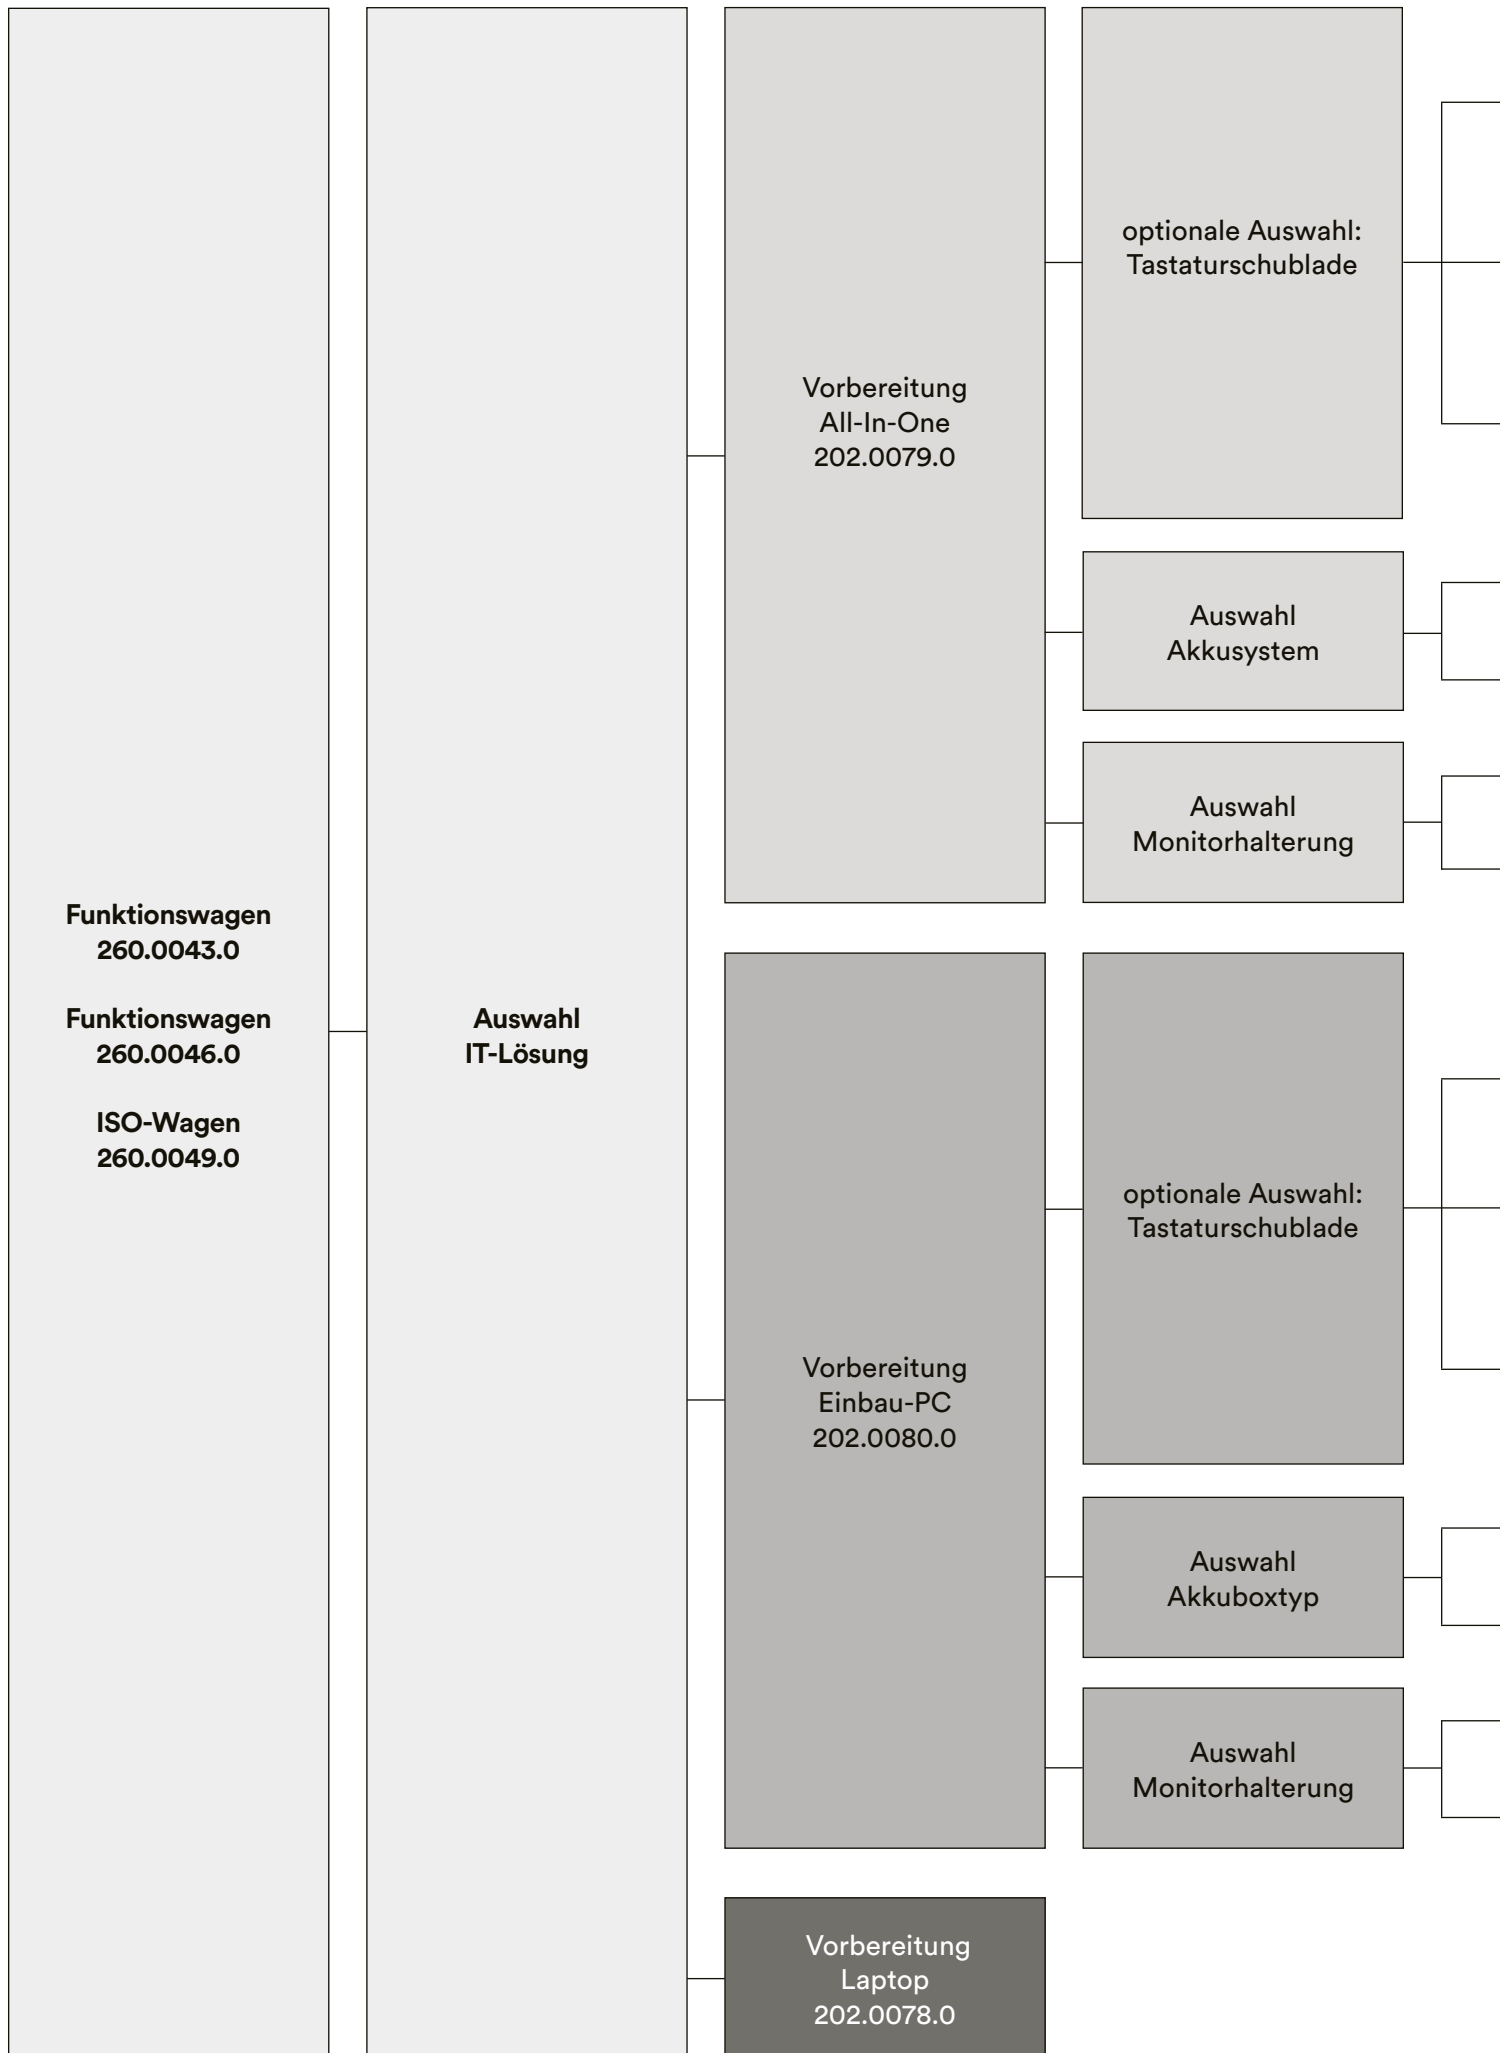 Funktionswagen
260.0043.0
Funktionswagen
260.0046.0
ISO-Wagen
260.0049.0
Auswahl
IT-Lösung
Vorbereitung
All-In-One
202.0079.0
optionale Auswahl:
Tastaturschublade
Auswahl
Akkusystem
Auswahl
Monitorhalterung
Vorbereitung
Einbau-PC
202.0080.0
optionale Auswahl:
Tastaturschublade
Auswahl
Akkuboxtyp
Auswahl
Monitorhalterung
Vorbereitung
Laptop
202.0078.0